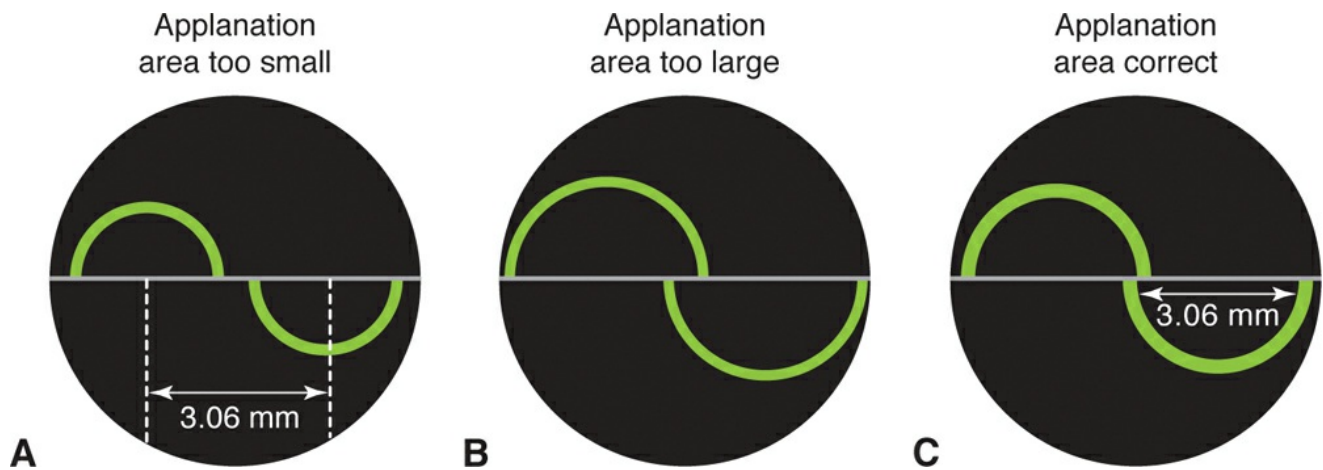 Applanation
area too small
3.06 mm
A
Applanation
area too large
B
Applanation
area correct
3.06 mm
C